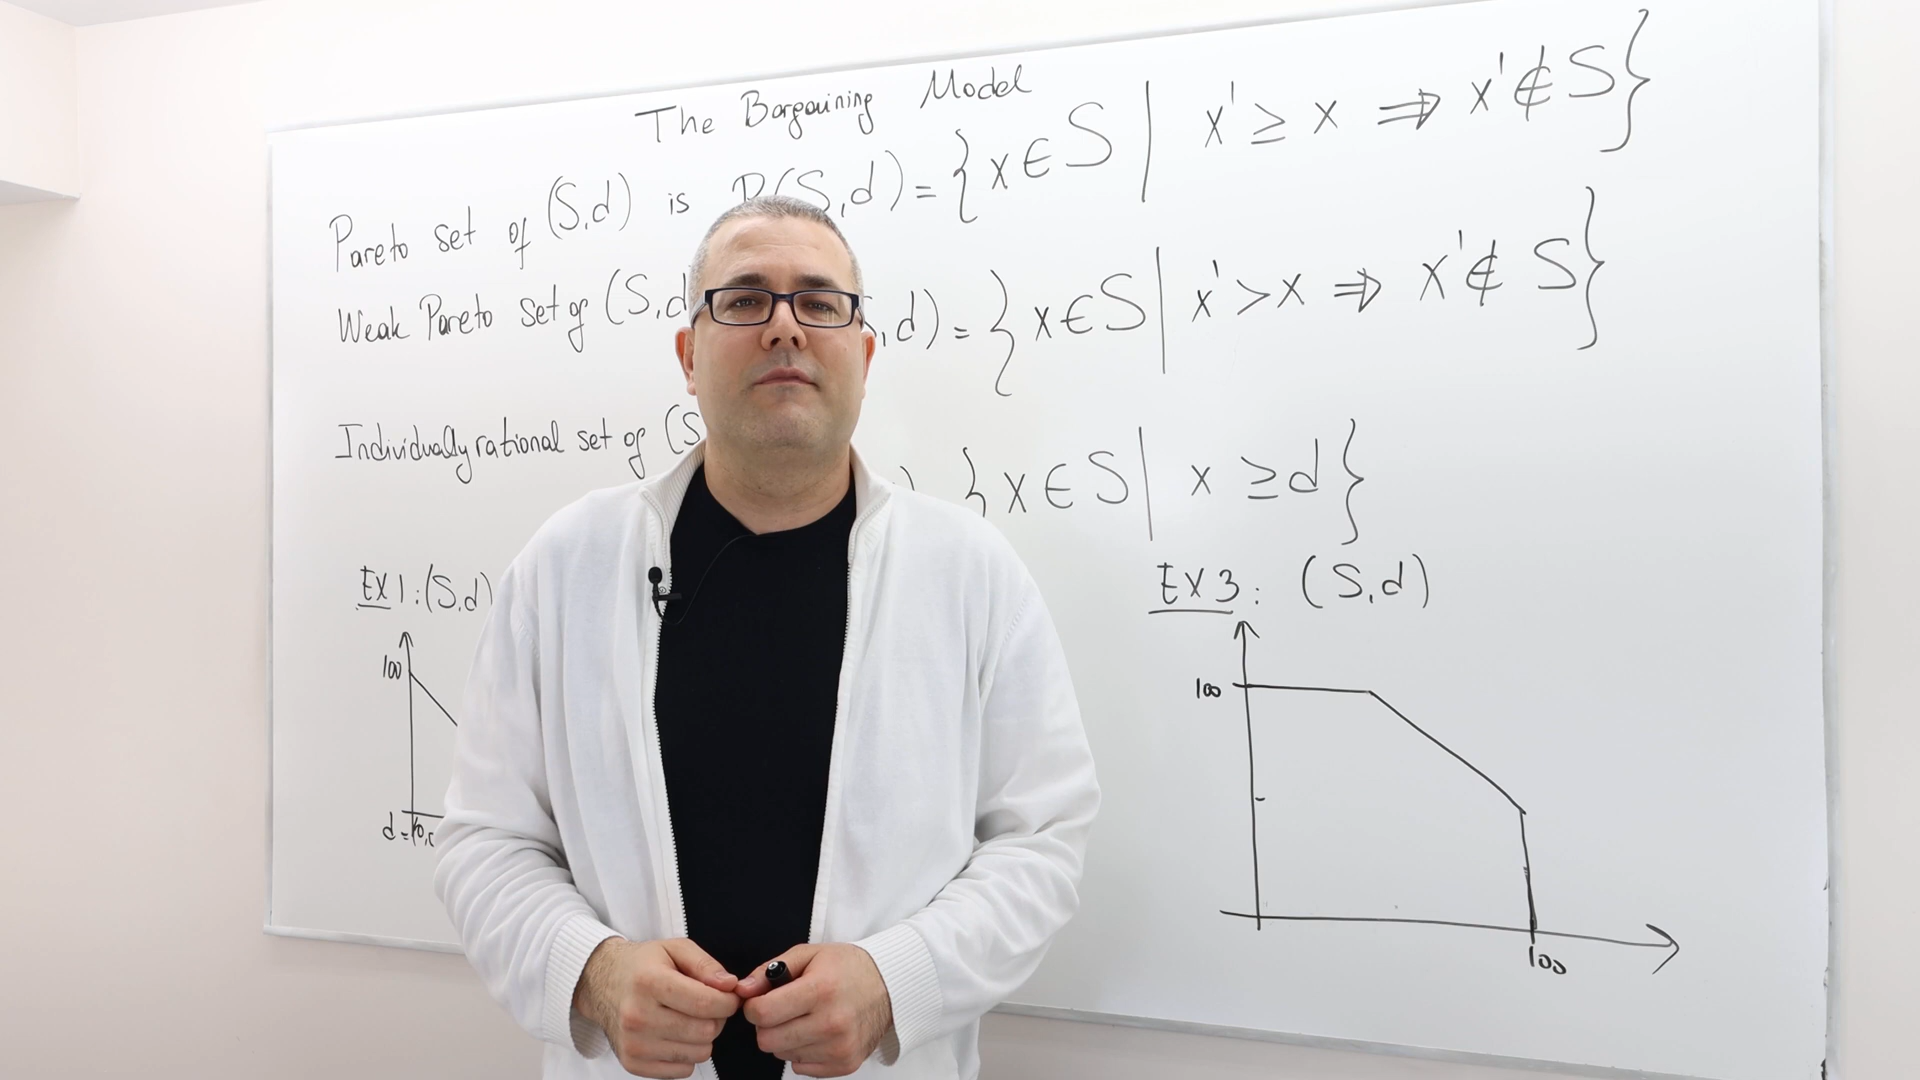 The Bargaining Model
Pareto set of (S,d) is P(S,d) = {x∈S | x' ≥ x ⇒ x' ∉ S}
Weak Pareto set of (S,d ,d) = {x∈S | x' > x ⇒ x' ∉ S}
Individually rational set of (S ) {x∈S | x ≥ d}
EX 1: (S,d)
100
d =
EX 3: (S,d)
100
100